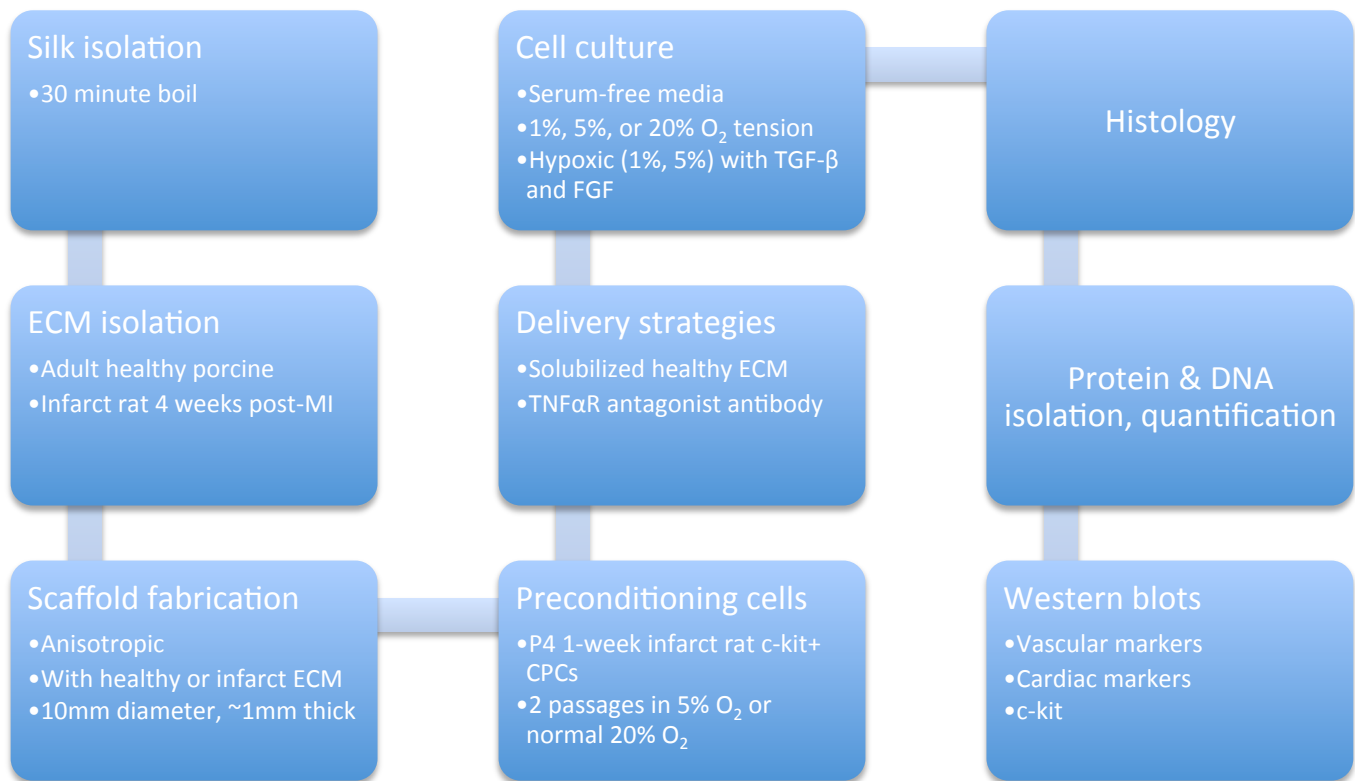 Silk isolation
•30 minute boil
ECM isolation
•Adult healthy porcine
•Infarct rat 4 weeks post-MI
Scaffold fabrication
•Anisotropic
•With healthy or infarct ECM
•10mm diameter, ~1mm thick
Preconditioning cells
•P4 1-week infarct rat c-kit+
CPCs
•2 passages in 5% O₂ or
normal 20% O₂
Delivery strategies
•Solubilized healthy ECM
•TNFαR antagonist antibody
Cell culture
•Serum-free media
•1%, 5%, or 20% O₂ tension
•Hypoxic (1%, 5%) with TGF-β
and FGF
Histology
Protein & DNA
isolation, quantification
Western blots
•Vascular markers
•Cardiac markers
•c-kit